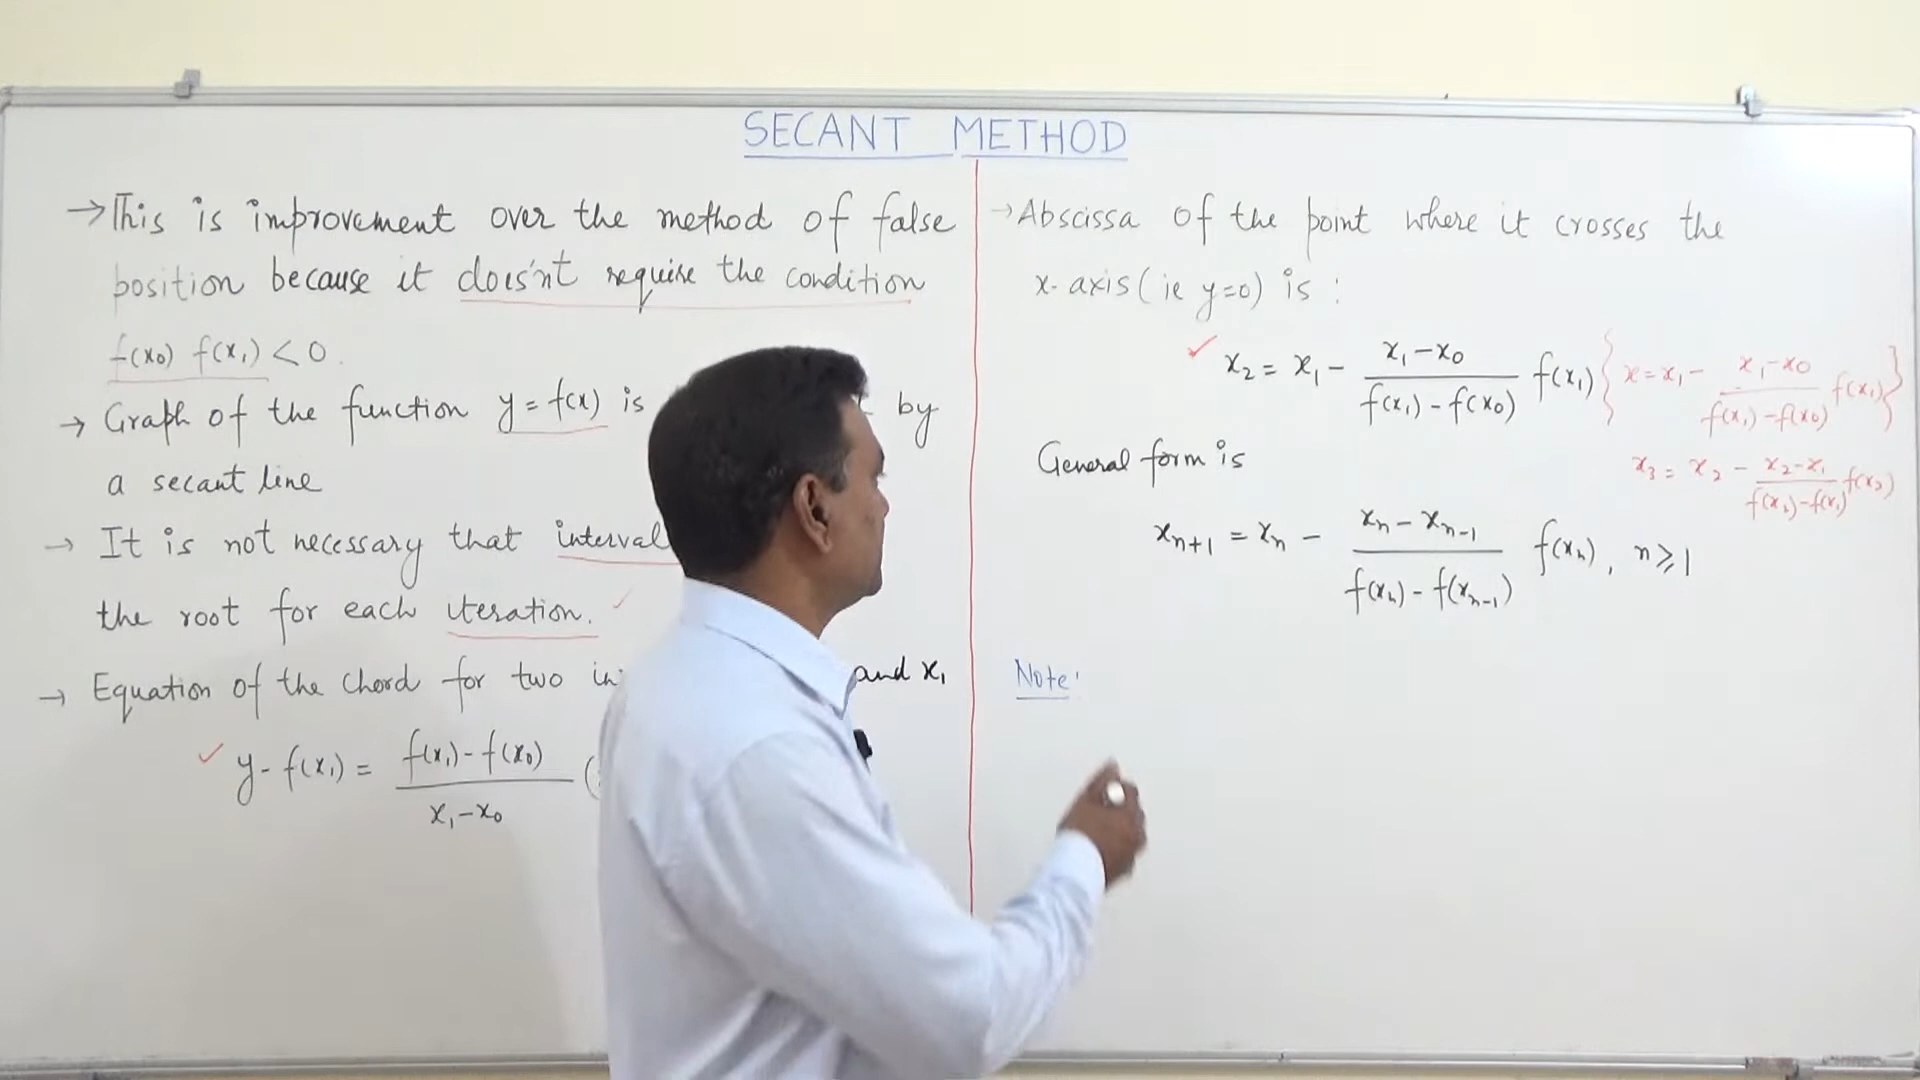 SECANT METHOD
→ This is improvement over the method of false
position because it does'nt require the condition
f(x₀) f(x₁) < 0.
→ Graph of the function y = f(x) is by
a secant line
→ It is not necessary that interval
the root for each iteration. ✓
→ Equation of the chord for two and x₁
✓ y - f(x₁) = f(x₁) - f(x₀) / x₁ - x₀ (
→ Abscissa of the point where it crosses the
x-axis (ie y=0) is :
✓ x₂ = x₁ - (x₁ - x₀) / (f(x₁) - f(x₀)) f(x₁) { x = x₁ - (x₁ - x₀) / (f(x₁) - f(x₀)) f(x₁) }
General form is
x₃ = x₂ - (x₂ - x₁) / (f(x₂) - f(x₁)) f(x₂)
xₙ₊₁ = xₙ - (xₙ - xₙ₋₁) / (f(xₙ) - f(xₙ₋₁)) f(xₙ), n ⩾ 1
Note: